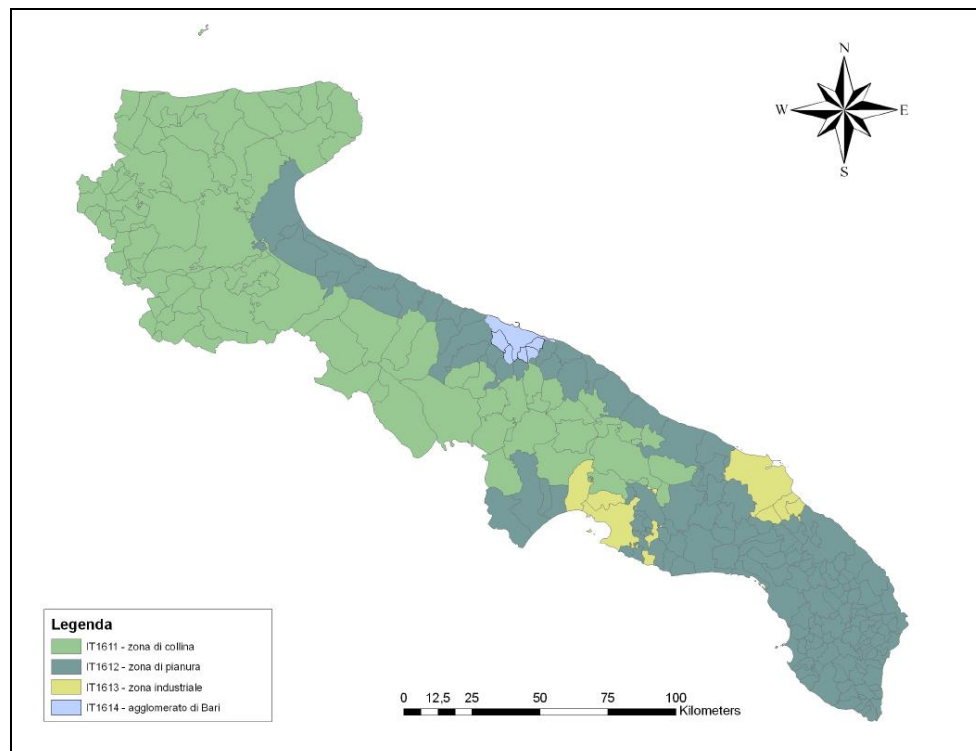 N
W E
S
Legenda
IT1611 - zona di collina
IT1612 - zona di pianura
IT1613 - zona industriale
IT1614 - agglomerato di Bari
0 12,5 25 50 75 100
Kilometers